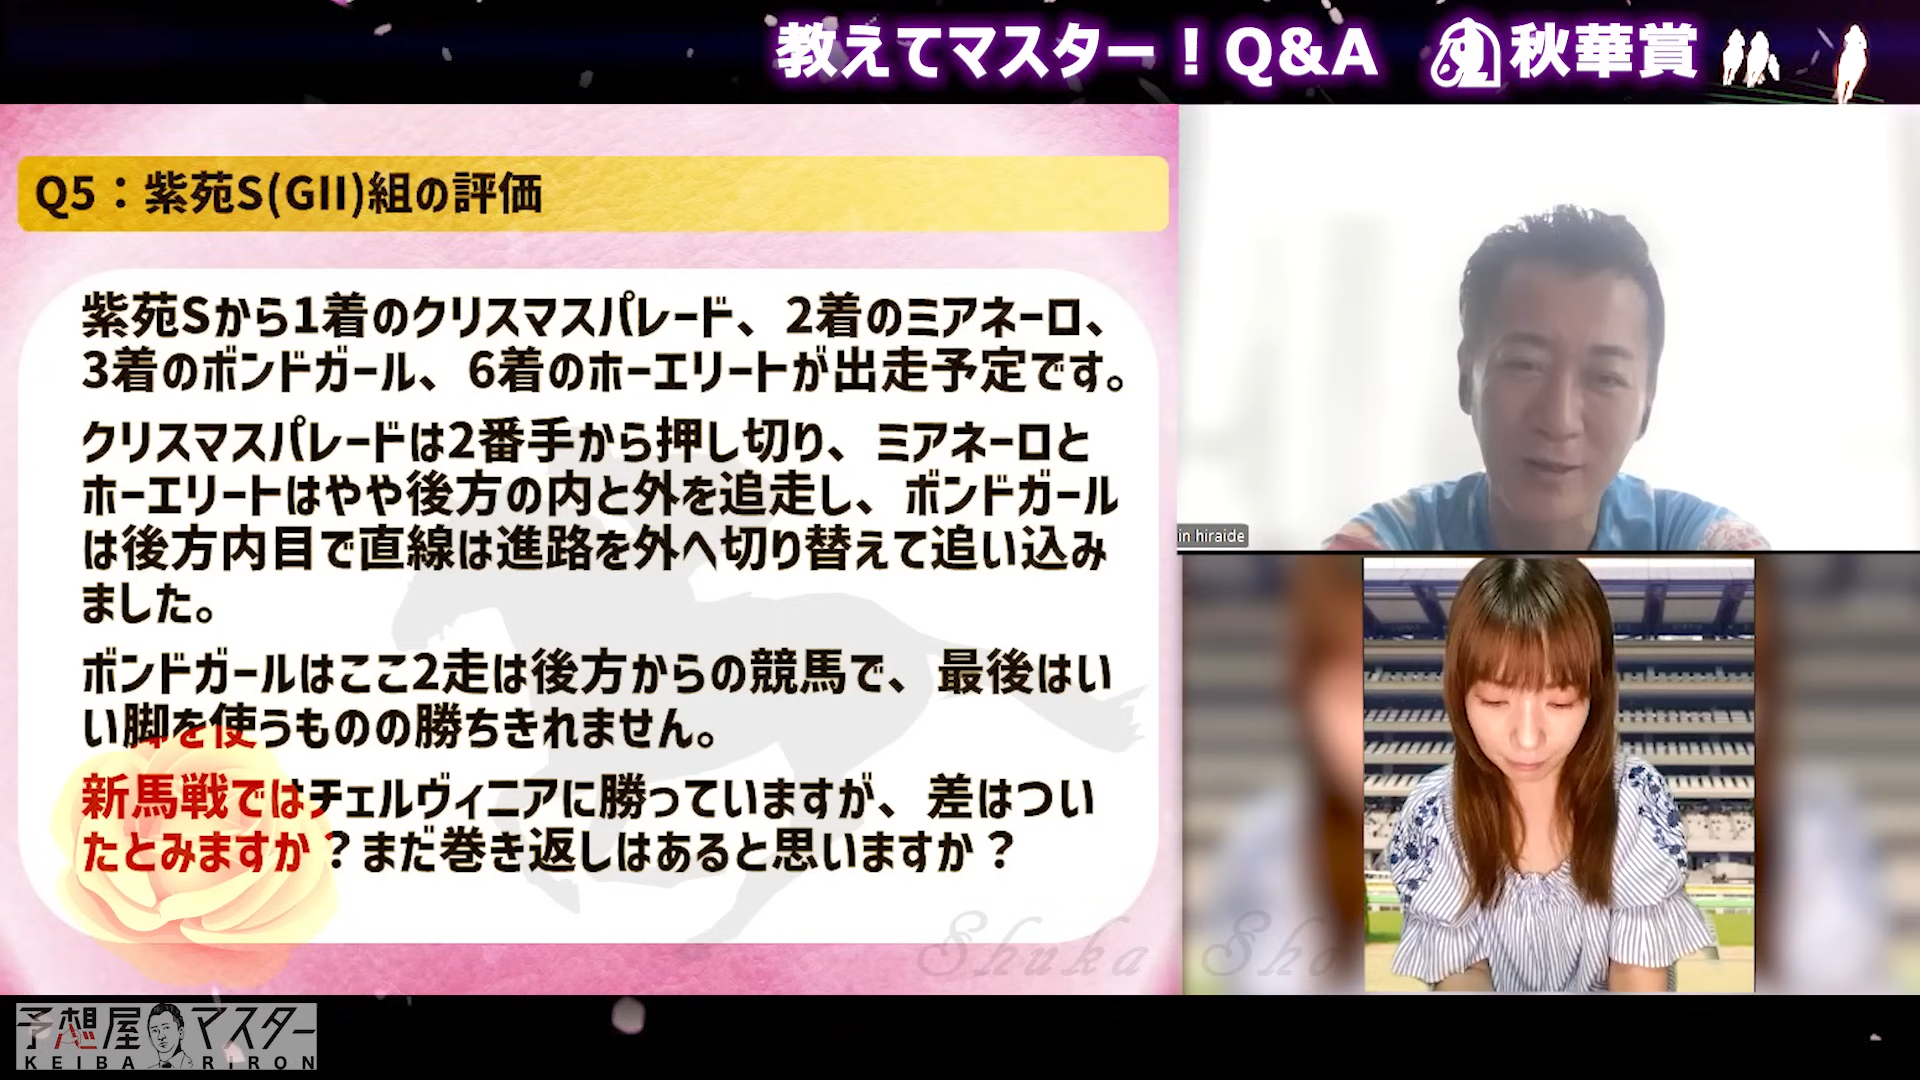 教えてマスター！Q&A 秋華賞
Q5：紫苑S(GII)組の評価
紫苑Sから1着のクリスマスパレード、2着のミアネーロ、
3着のボンドガール、6着のホーエリートが出走予定です。
クリスマスパレードは2番手から押し切り、ミアネーロと
ホーエリートはやや後方の内と外を追走し、ボンドガール
は後方内目で直線は進路を外へ切り替えて追い込み
ました。
ボンドガールはここ2走は後方からの競馬で、最後はい
い脚を使うものの勝ちきれません。
新馬戦ではチェルヴィニアに勝っていますが、差はつい
たとみますか？まだ巻き返しはあると思いますか？
in hiraide
Shuka Sho
予想屋マスター
KEIBA RIRON